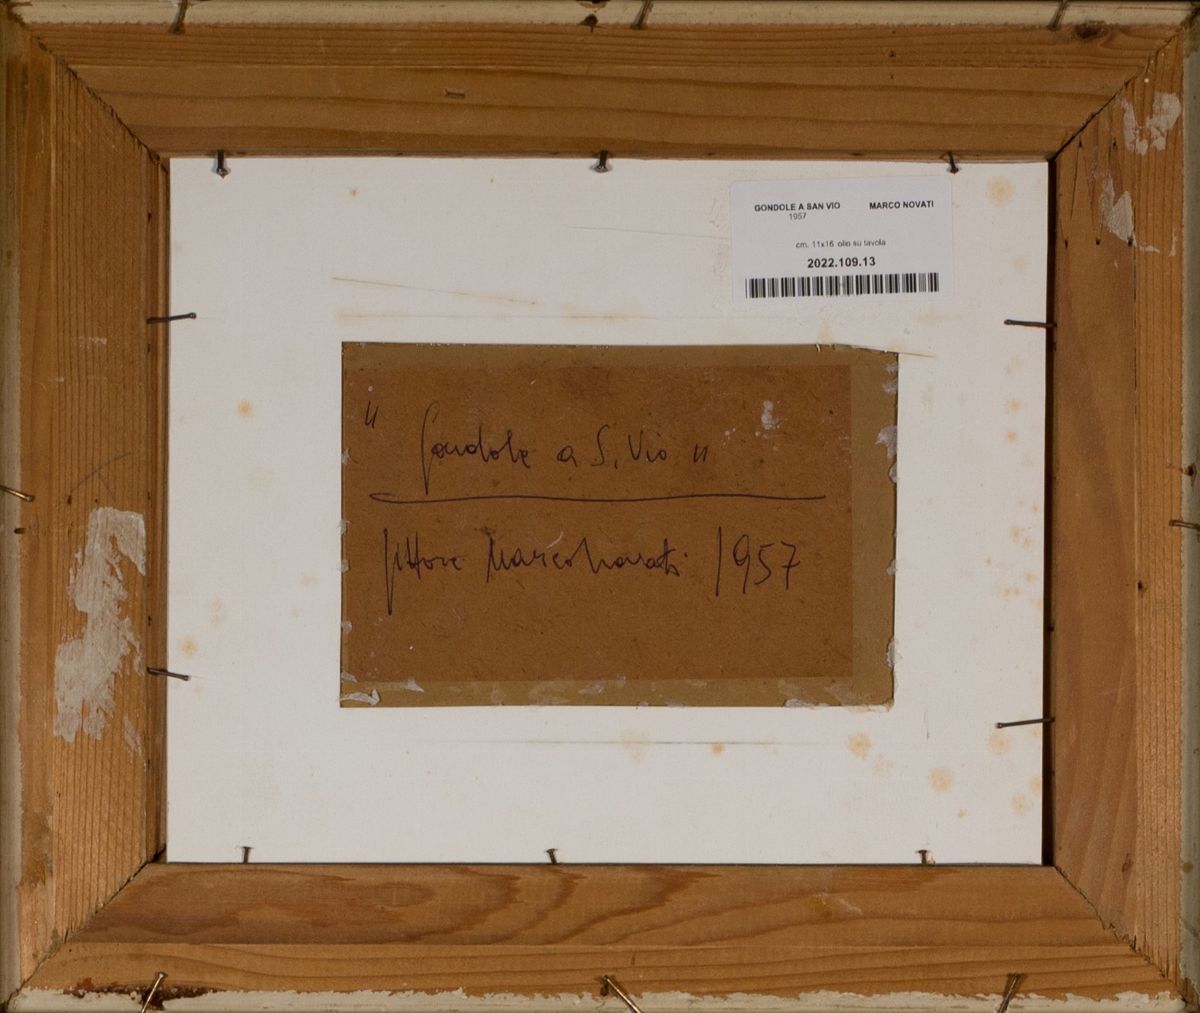 GONDOLE A SAN VIO MARCO NOVATI
1957
cm. 11x16 olio su tavola
2022.109.13
" Gondole a S. Vio "
pittore Marco Novati 1957